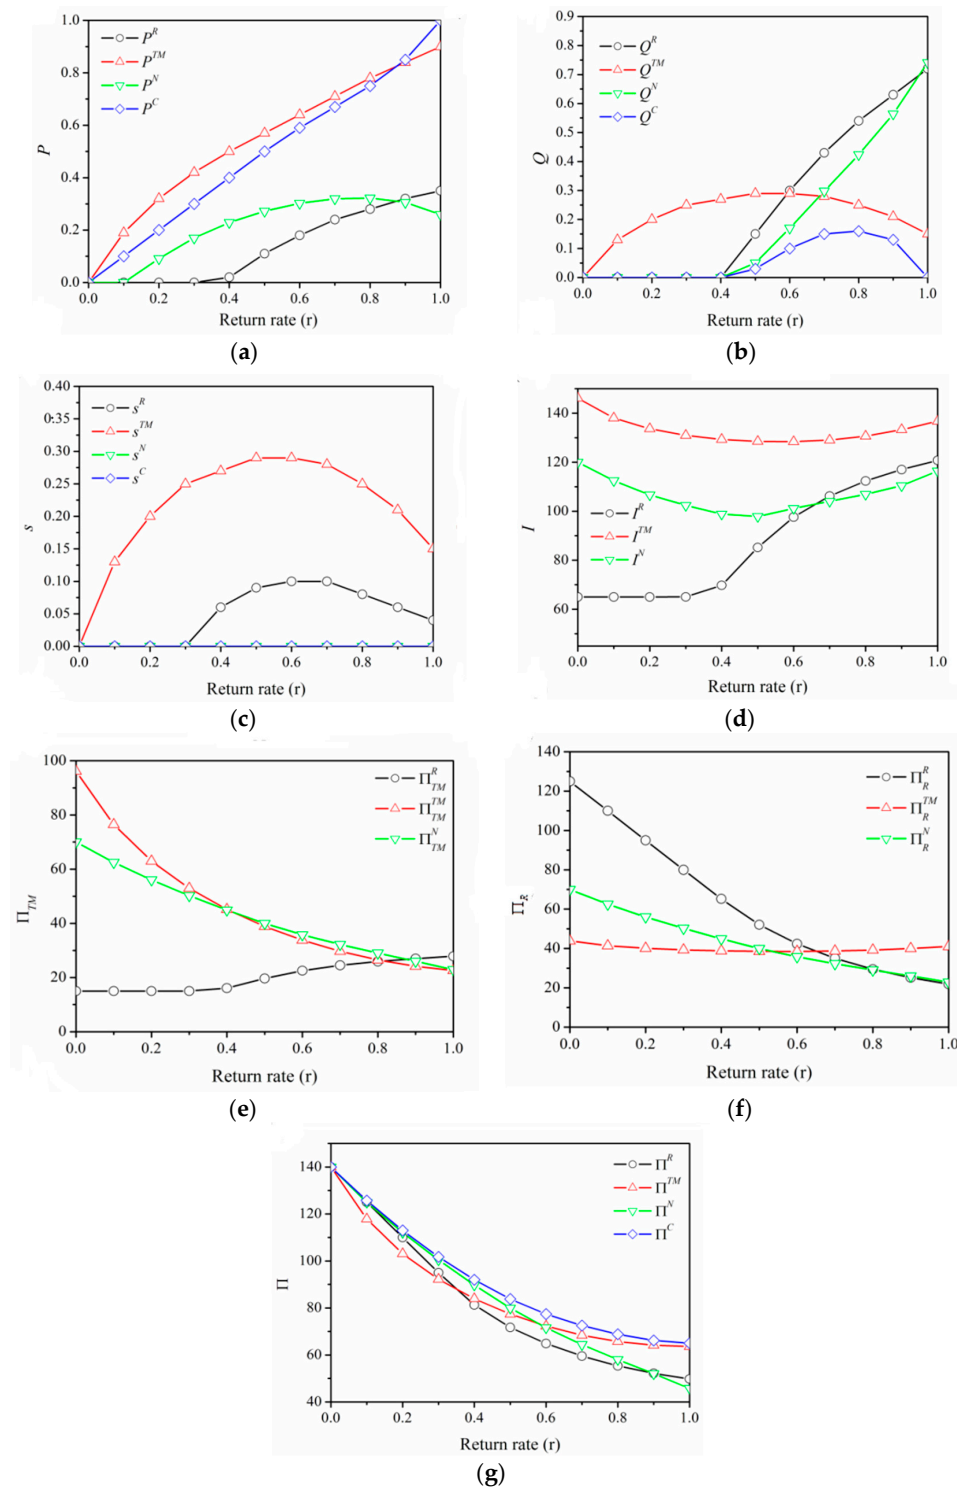 1.0
0.8
0.6
0.4
0.2
0.0
P
P^R
P^TM
P^N
P^C
0.0 0.2 0.4 0.6 0.8 1.0
Return rate (r)
(a)
0.9
0.8
0.7
0.6
0.5
0.4
0.3
0.2
0.1
0.0
Q
Q^R
Q^TM
Q^N
Q^C
0.0 0.2 0.4 0.6 0.8 1.0
Return rate (r)
(b)
0.40
0.35
0.30
0.25
0.20
0.15
0.10
0.05
0.00
s
s^R
s^TM
s^N
s^C
0.0 0.2 0.4 0.6 0.8 1.0
Return rate (r)
(c)
140
120
100
80
60
I
I^R
I^TM
I^N
0.0 0.2 0.4 0.6 0.8 1.0
Return rate (r)
(d)
100
80
60
40
20
0
Π_TM
Π_TM^R
Π_TM^TM
Π_TM^N
0.0 0.2 0.4 0.6 0.8 1.0
Return rate (r)
(e)
140
120
100
80
60
40
20
0
Π_R
Π_R^R
Π_R^TM
Π_R^N
0.0 0.2 0.4 0.6 0.8 1.0
Return rate (r)
(f)
140
120
100
80
60
40
Π
Π^R
Π^TM
Π^N
Π^C
0.0 0.2 0.4 0.6 0.8 1.0
Return rate (r)
(g)